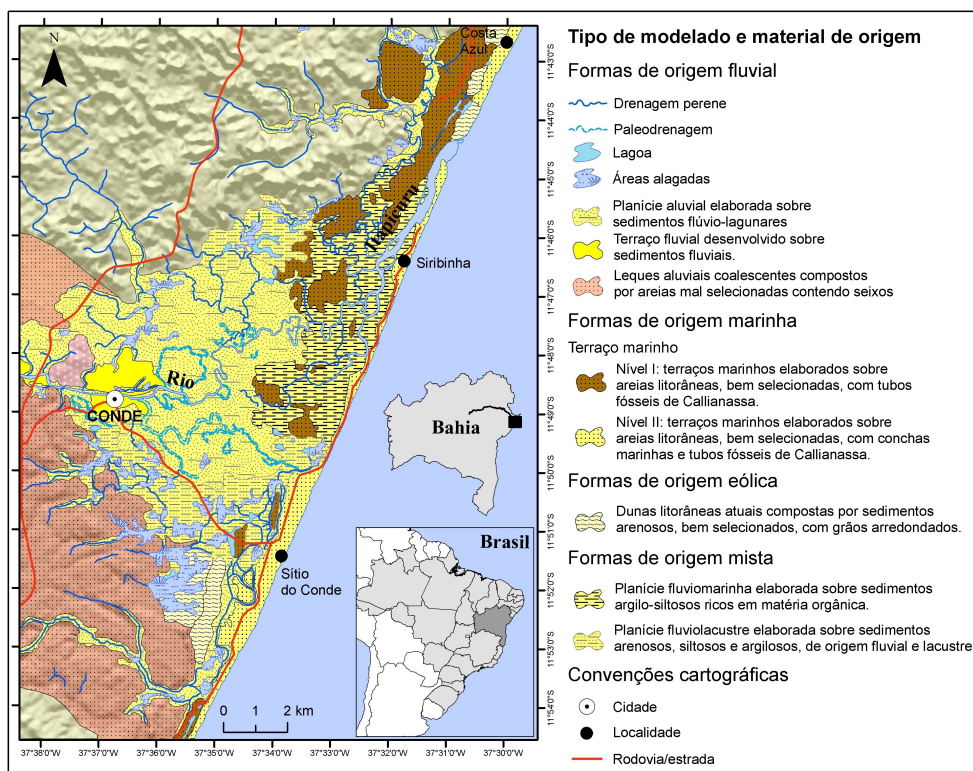 N
Costa
Azul
Itapicuru
Siribinha
Rio
CONDE
Bahia
Sítio
do Conde
Brasil
0 1 2 km
11°43'0"S
11°44'0"S
11°45'0"S
11°46'0"S
11°47'0"S
11°48'0"S
11°49'0"S
11°50'0"S
11°51'0"S
11°52'0"S
11°53'0"S
11°54'0"S
37°38'0"W 37°37'0"W 37°36'0"W 37°35'0"W 37°34'0"W 37°33'0"W 37°32'0"W 37°31'0"W 37°30'0"W
Tipo de modelado e material de origem
Formas de origem fluvial
Drenagem perene
Paleodrenagem
Lagoa
Áreas alagadas
Planície aluvial elaborada sobre
sedimentos flúvio-lagunares
Terraço fluvial desenvolvido sobre
sedimentos fluviais.
Leques aluviais coalescentes compostos
por areias mal selecionadas contendo seixos
Formas de origem marinha
Terraço marinho
Nível I: terraços marinhos elaborados sobre
areias litorâneas, bem selecionadas, com tubos
fósseis de Callianassa.
Nível II: terraços marinhos elaborados sobre
areias litorâneas, bem selecionadas, com conchas
marinhas e tubos fósseis de Callianassa.
Formas de origem eólica
Dunas litorâneas atuais compostas por sedimentos
arenosos, bem selecionados, com grãos arredondados.
Formas de origem mista
Planície fluviomarinha elaborada sobre sedimentos
argilo-siltosos ricos em matéria orgânica.
Planície fluviolacustre elaborada sobre sedimentos
arenosos, siltosos e argilosos, de origem fluvial e lacustre
Convenções cartográficas
Cidade
Localidade
Rodovia/estrada